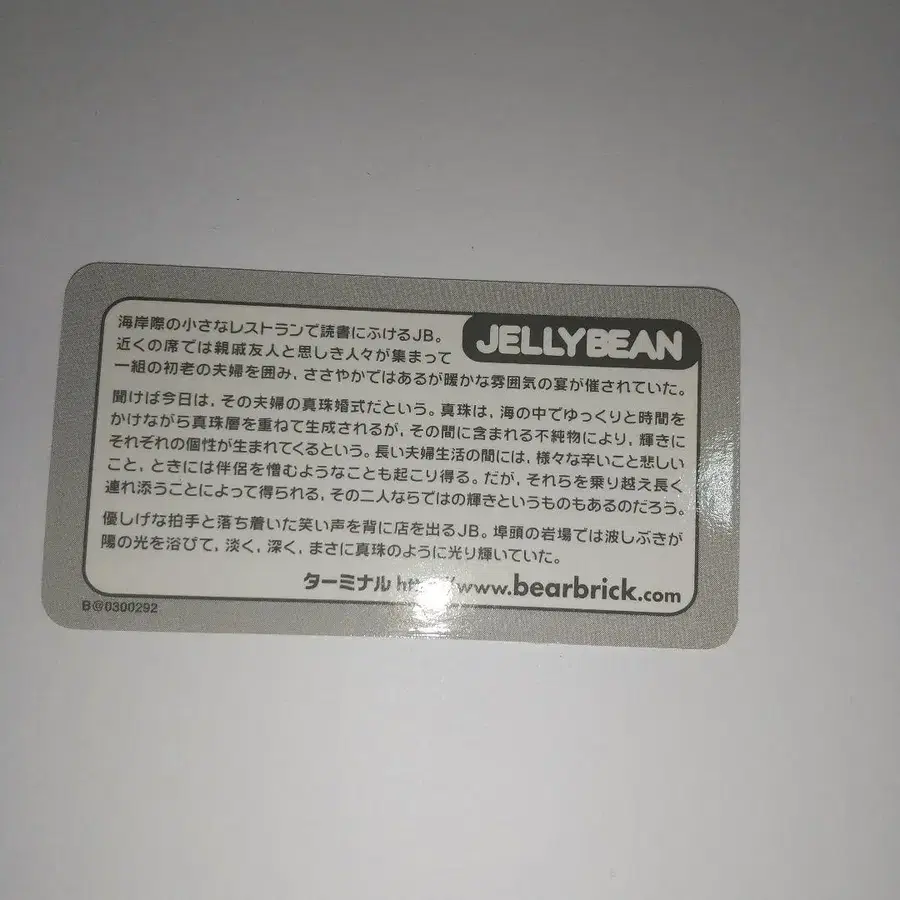 JELLYBEAN
海岸際の小さなレストランで読書にふけるJB。
近くの席では親戚友人と思しき人々が集まって
一組の初老の夫婦を囲み，ささやかではあるが暖かな雰囲気の宴が催されていた。
聞けば今日は，その夫婦の真珠婚式だという。真珠は，海の中でゆっくりと時間を
かけながら真珠層を重ねて生成されるが，その間に含まれる不純物により，輝きに
それぞれの個性が生まれてくるという。長い夫婦生活の間には，様々な辛いこと悲しい
こと，ときには伴侶を憎むようなことも起こり得る。だが，それらを乗り越え長く
連れ添うことによって得られる，その二人ならではの輝きというものもあるのだろう。
優しげな拍手と落ち着いた笑い声を背に店を出るJB。埠頭の岩場では波しぶきが
陽の光を浴びて，淡く，深く，まさに真珠のように光り輝いていた。
ターミナル www.bearbrick.com
B@0300292